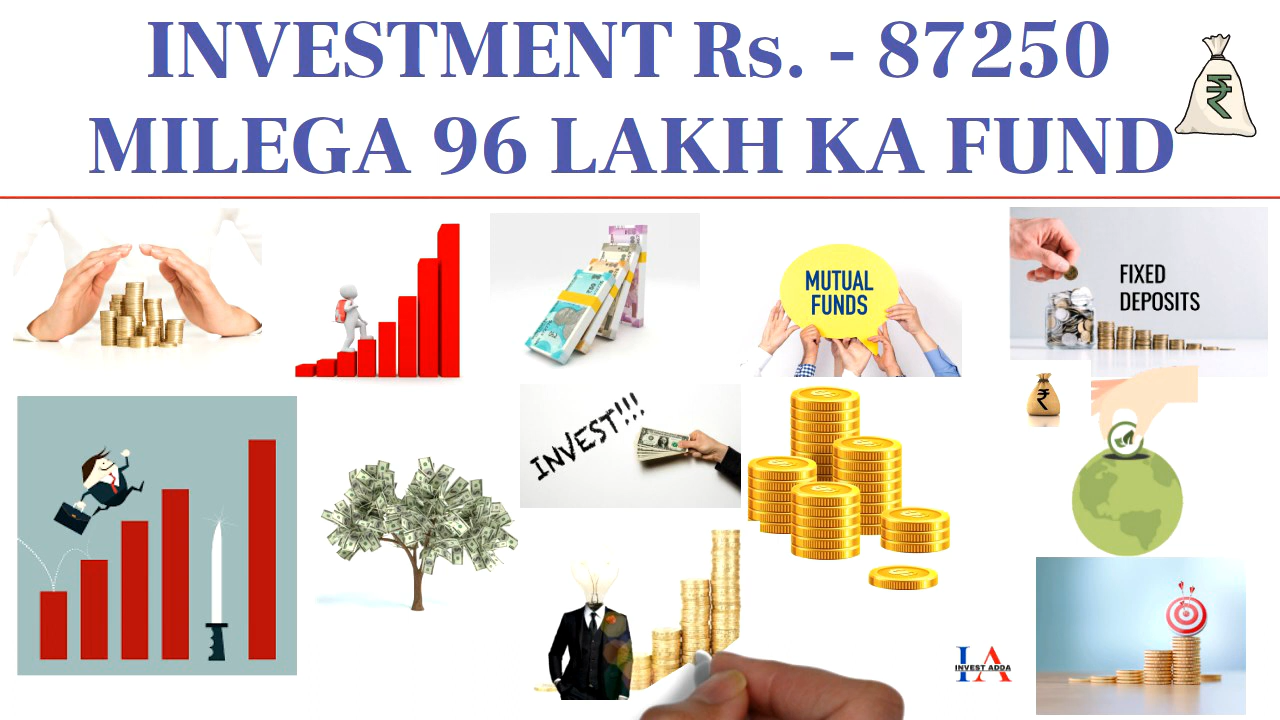 INVESTMENT Rs. - 87250
MILEGA 96 LAKH KA FUND
₹
MUTUAL
FUNDS
FIXED
DEPOSITS
₹
INVEST!!!
IA
INVEST ADDA